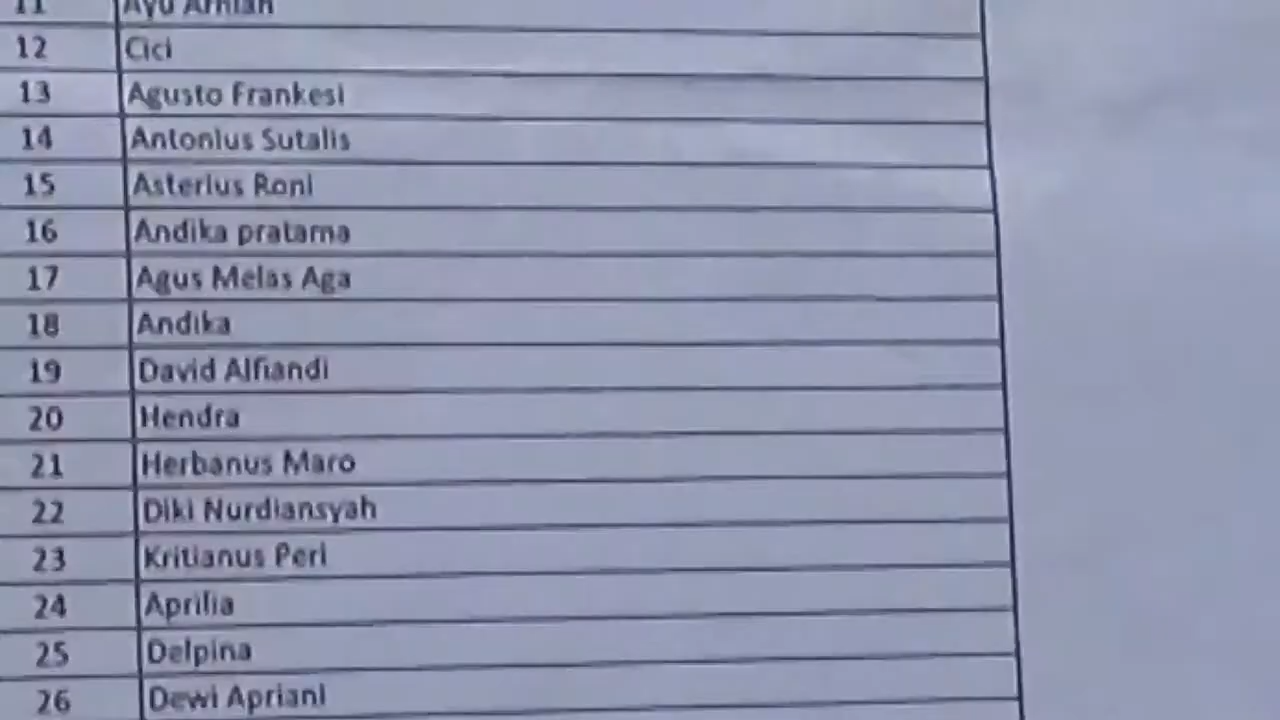 11 Ayu
12 Cici
13 Agusto Frankesi
14 Antonius Sutalis
15 Asterius Roni
16 Andika pratama
17 Agus Melas Aga
18 Andika
19 David Alfiandi
20 Hendra
21 Herbanus Maro
22 Diki Nurdiansyah
23 Kritianus Peri
24 Aprilia
25 Delpina
26 Dewi Apriani